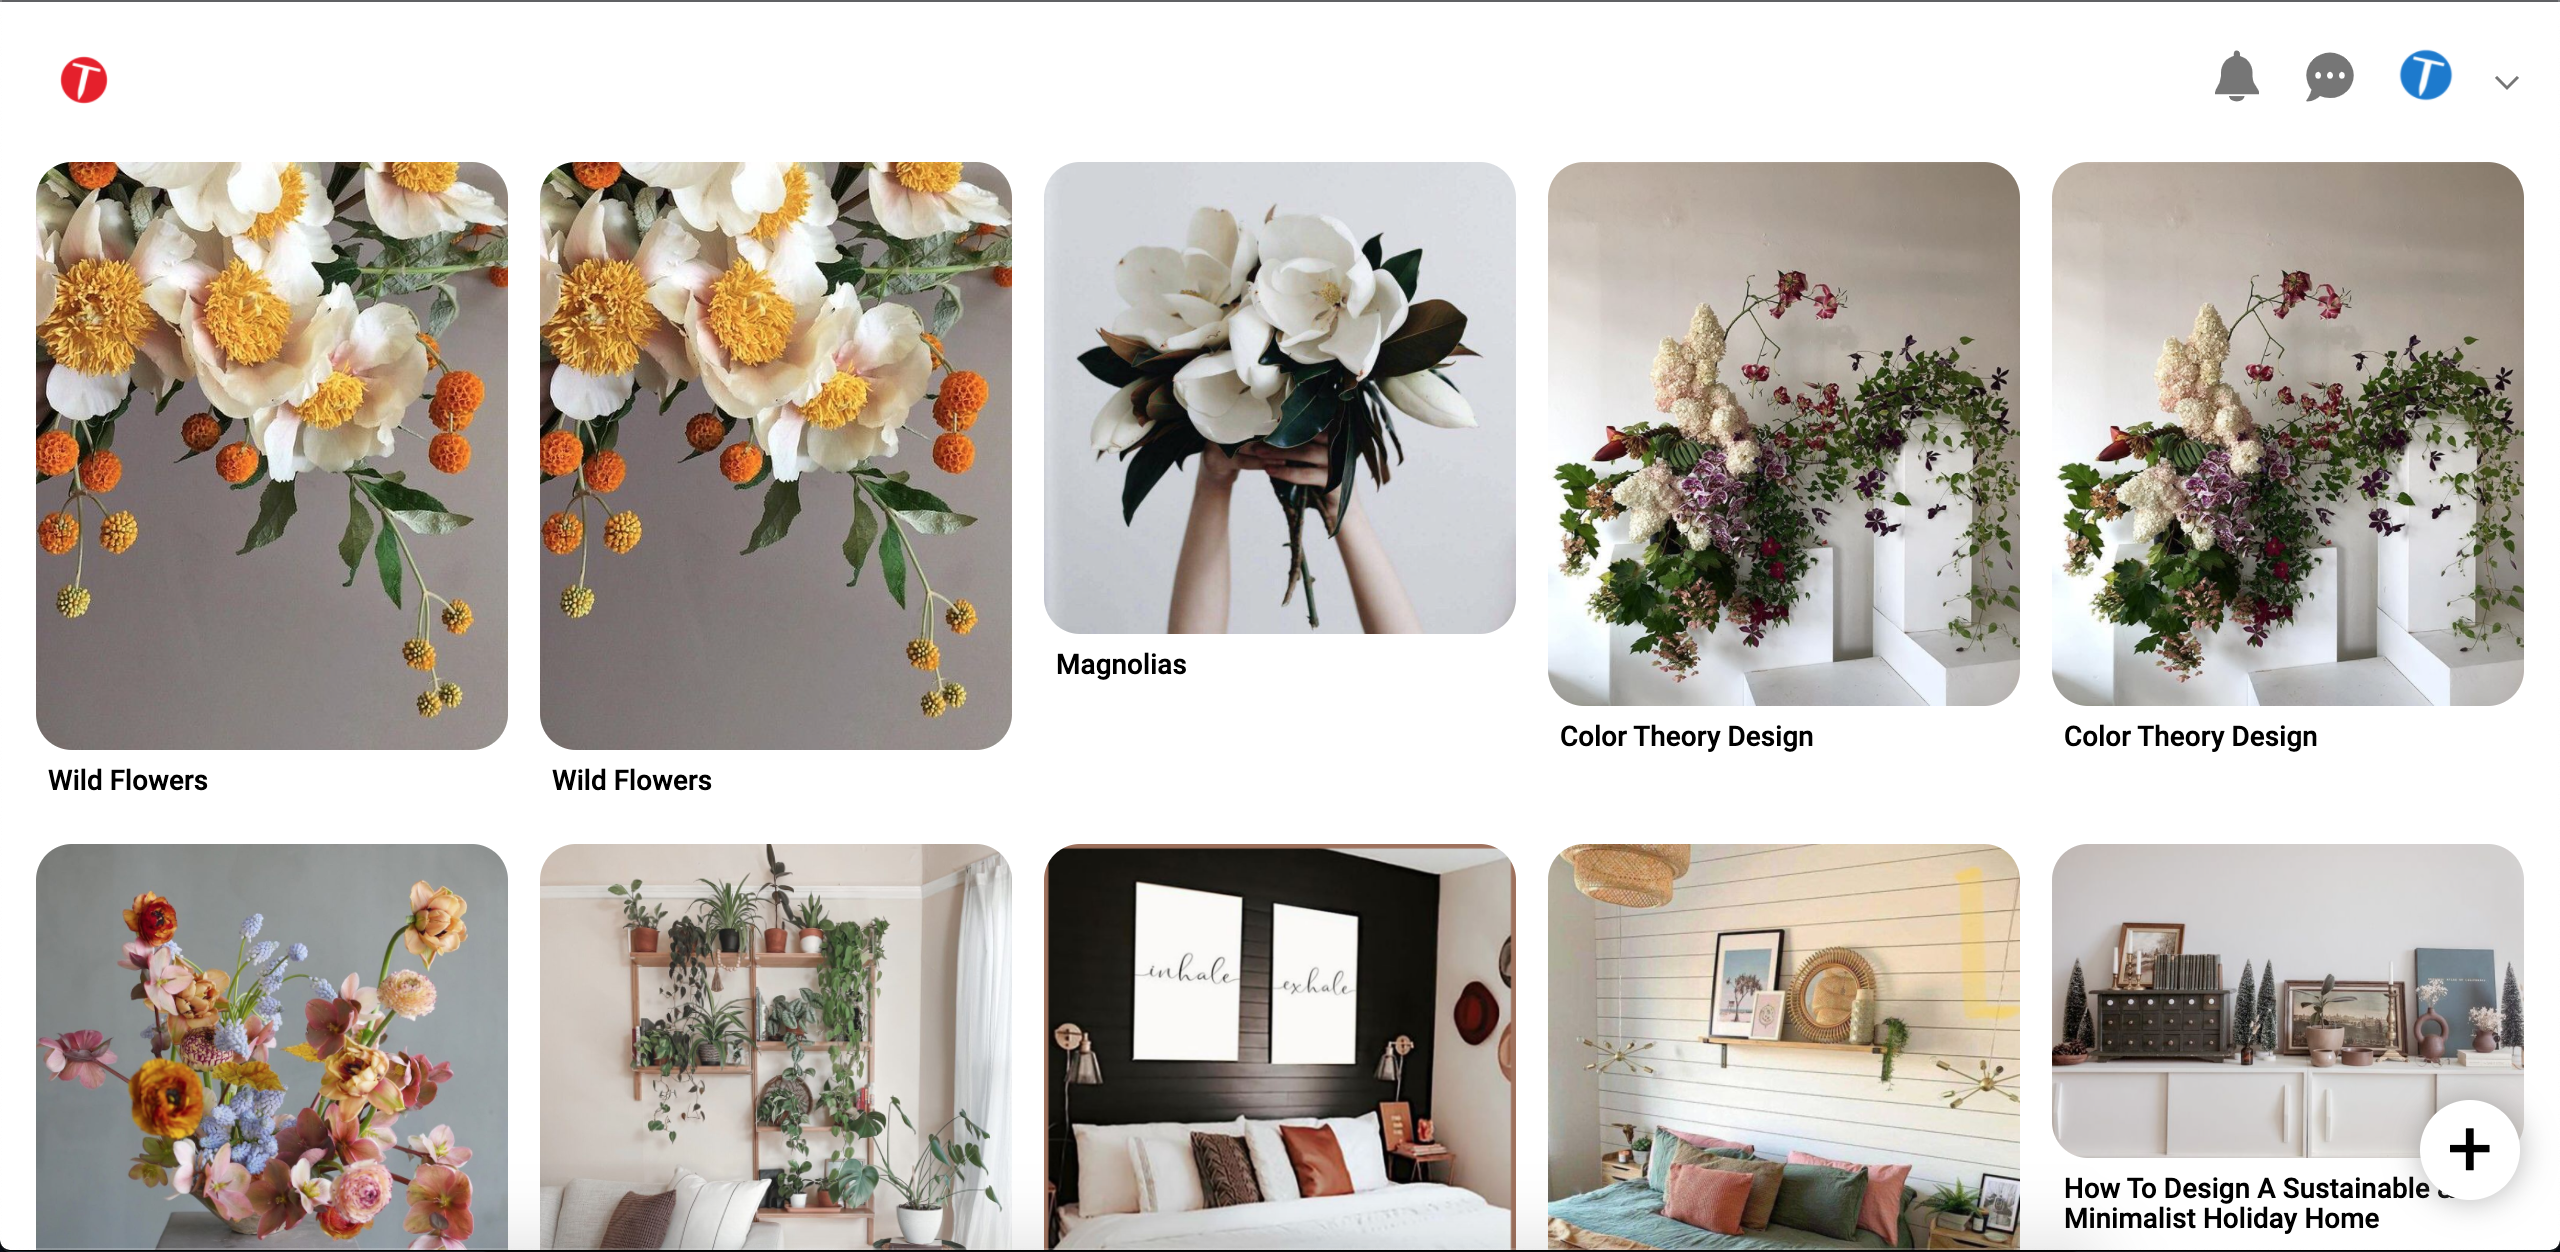 T
T
Wild Flowers
Wild Flowers
Magnolias
Color Theory Design
Color Theory Design
inhale
exhale
How To Design A Sustainable &
Minimalist Holiday Home